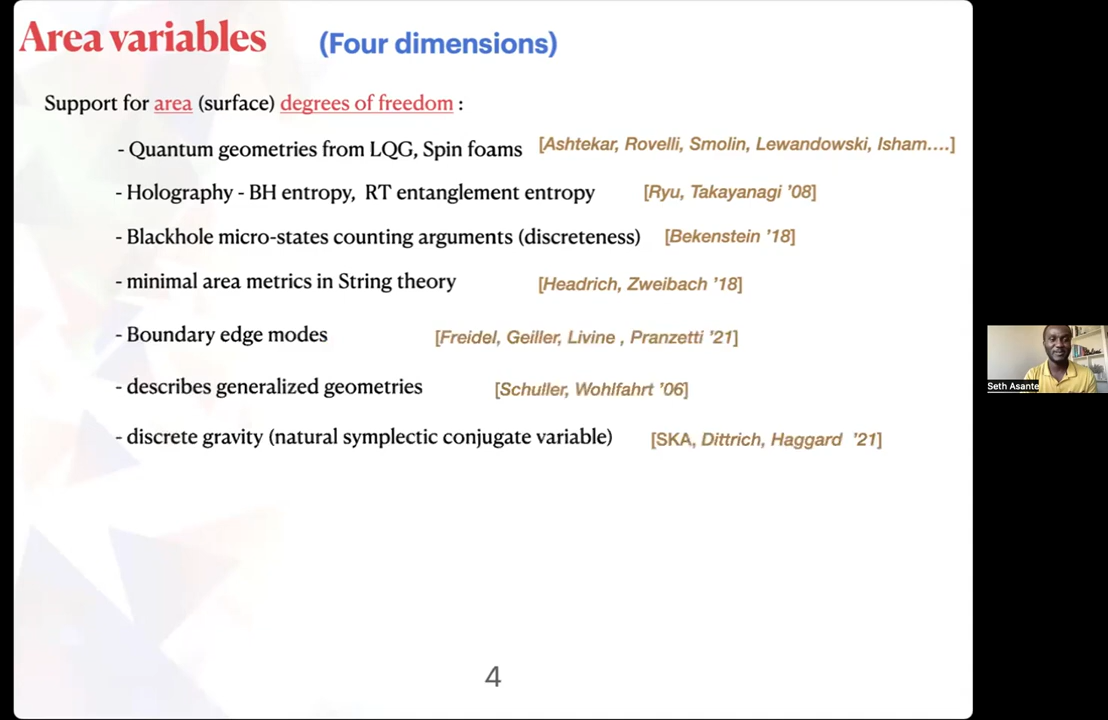 Area variables (Four dimensions)
Support for area (surface) degrees of freedom :
- Quantum geometries from LQG, Spin foams [Ashtekar, Rovelli, Smolin, Lewandowski, Isham....]
- Holography - BH entropy, RT entanglement entropy [Ryu, Takayanagi '08]
- Blackhole micro-states counting arguments (discreteness) [Bekenstein '18]
- minimal area metrics in String theory [Headrich, Zweibach '18]
- Boundary edge modes [Freidel, Geiller, Livine , Pranzetti '21]
- describes generalized geometries [Schuller, Wohlfahrt '06]
- discrete gravity (natural symplectic conjugate variable) [SKA, Dittrich, Haggard '21]
4
Seth Asante